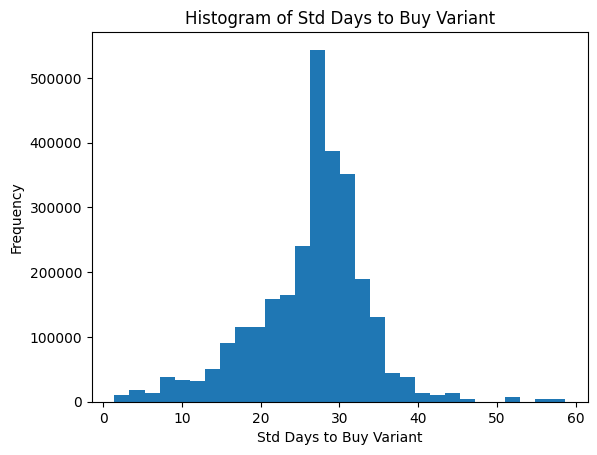 Histogram of Std Days to Buy Variant
500000
400000
300000
200000
100000
0
Frequency
0 10 20 30 40 50 60
Std Days to Buy Variant